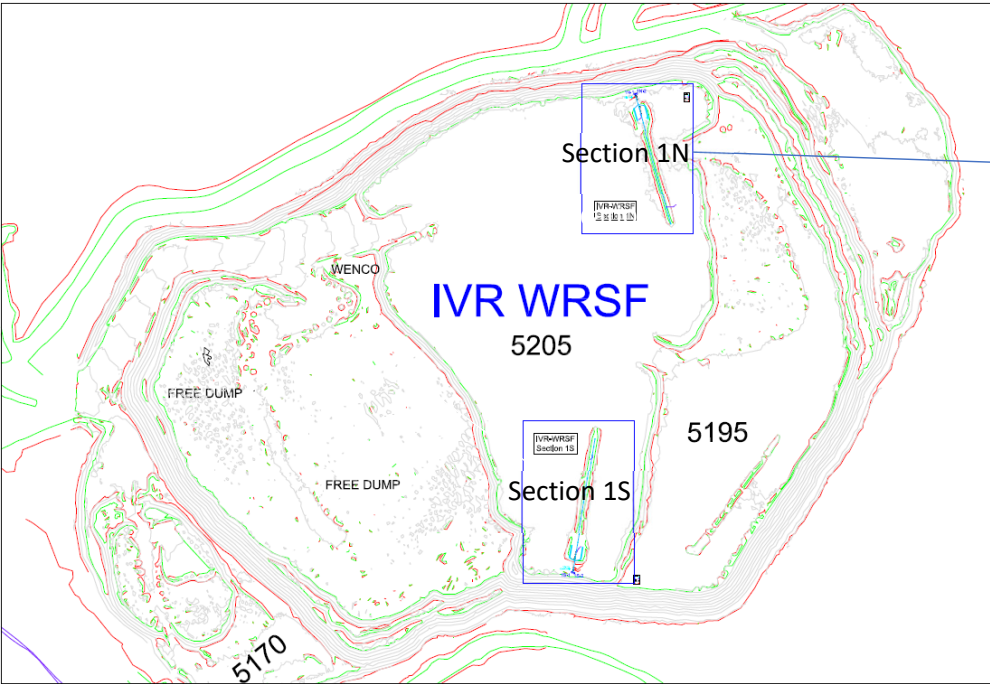 Section 1N
IVR-WRSF
Section 1N
WENCO
IVR WRSF
5205
FREE DUMP
5195
IVR-WRSF
Section 1S
FREE DUMP
Section 1S
5170